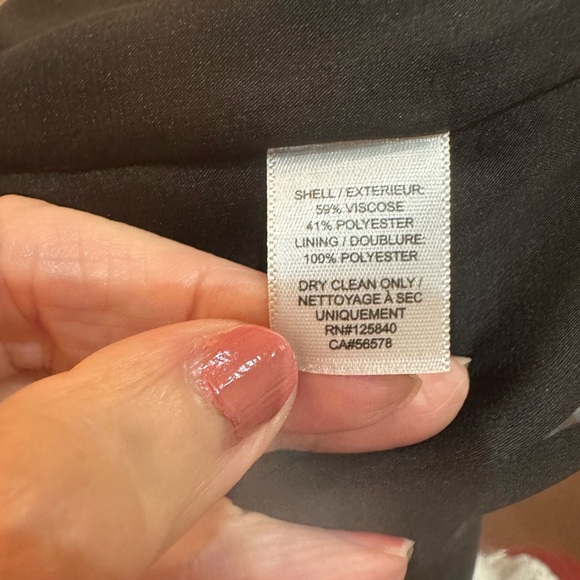 SHELL / EXTERIEUR:
59% VISCOSE
41% POLYESTER
LINING / DOUBLURE:
100% POLYESTER
DRY CLEAN ONLY /
NETTOYAGE À SEC
UNIQUEMENT
RN#125840
CA#56578